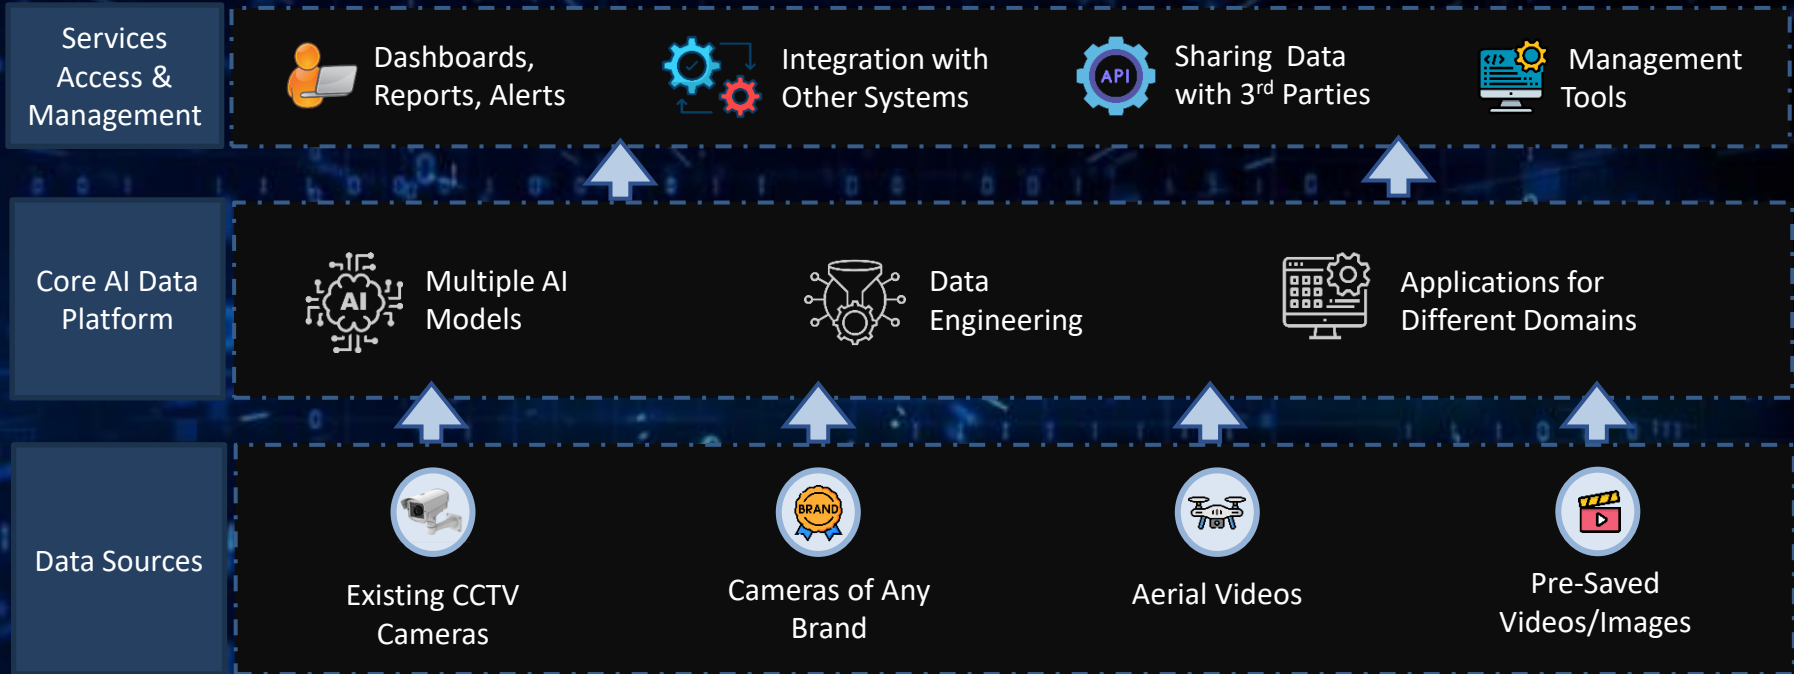 Services
Access &
Management
Dashboards,
Reports, Alerts
Integration with
Other Systems
API
Sharing Data
with 3rd Parties
</>
Management
Tools
Core AI Data
Platform
AI
Multiple AI
Models
Data
Engineering
Applications for
Different Domains
Data Sources
Existing CCTV
Cameras
BRAND
Cameras of Any
Brand
Aerial Videos
Pre-Saved
Videos/Images